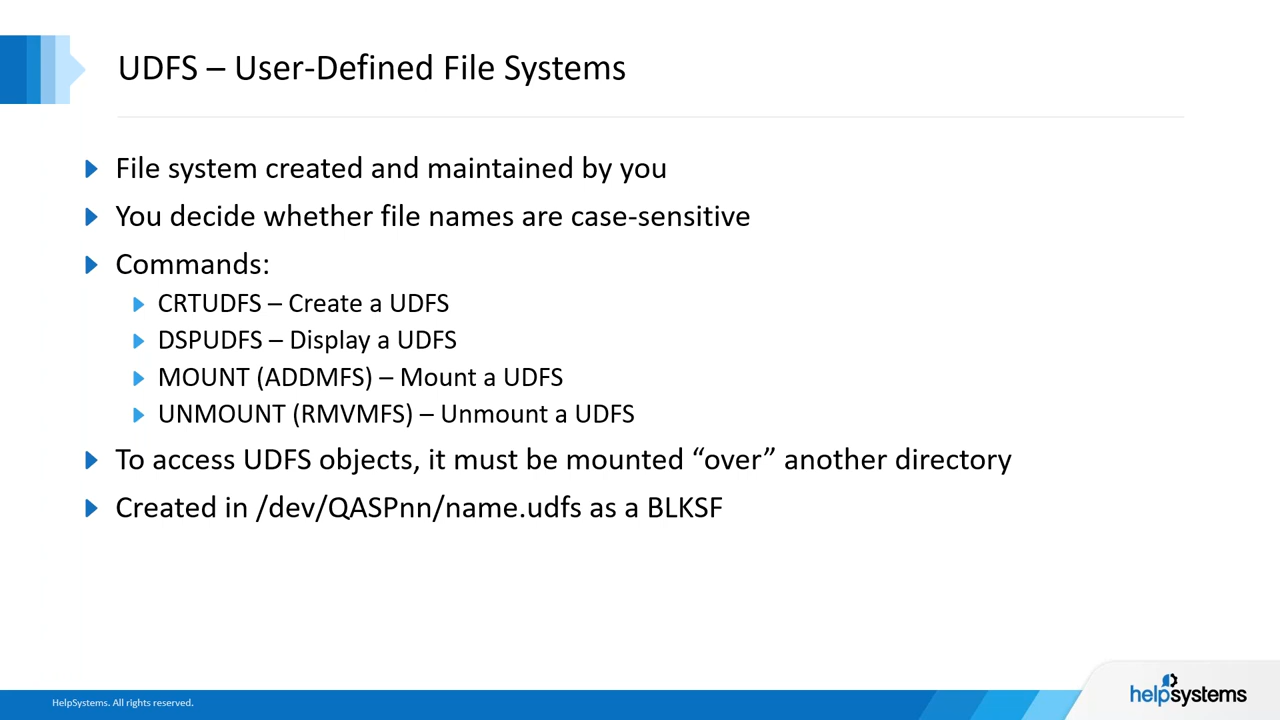 UDFS – User-Defined File Systems
File system created and maintained by you
You decide whether file names are case-sensitive
Commands:
CRTUDFS – Create a UDFS
DSPUDFS – Display a UDFS
MOUNT (ADDMFS) – Mount a UDFS
UNMOUNT (RMVMFS) – Unmount a UDFS
To access UDFS objects, it must be mounted “over” another directory
Created in /dev/QASPnn/name.udfs as a BLKSF
HelpSystems. All rights reserved.
helpsystems